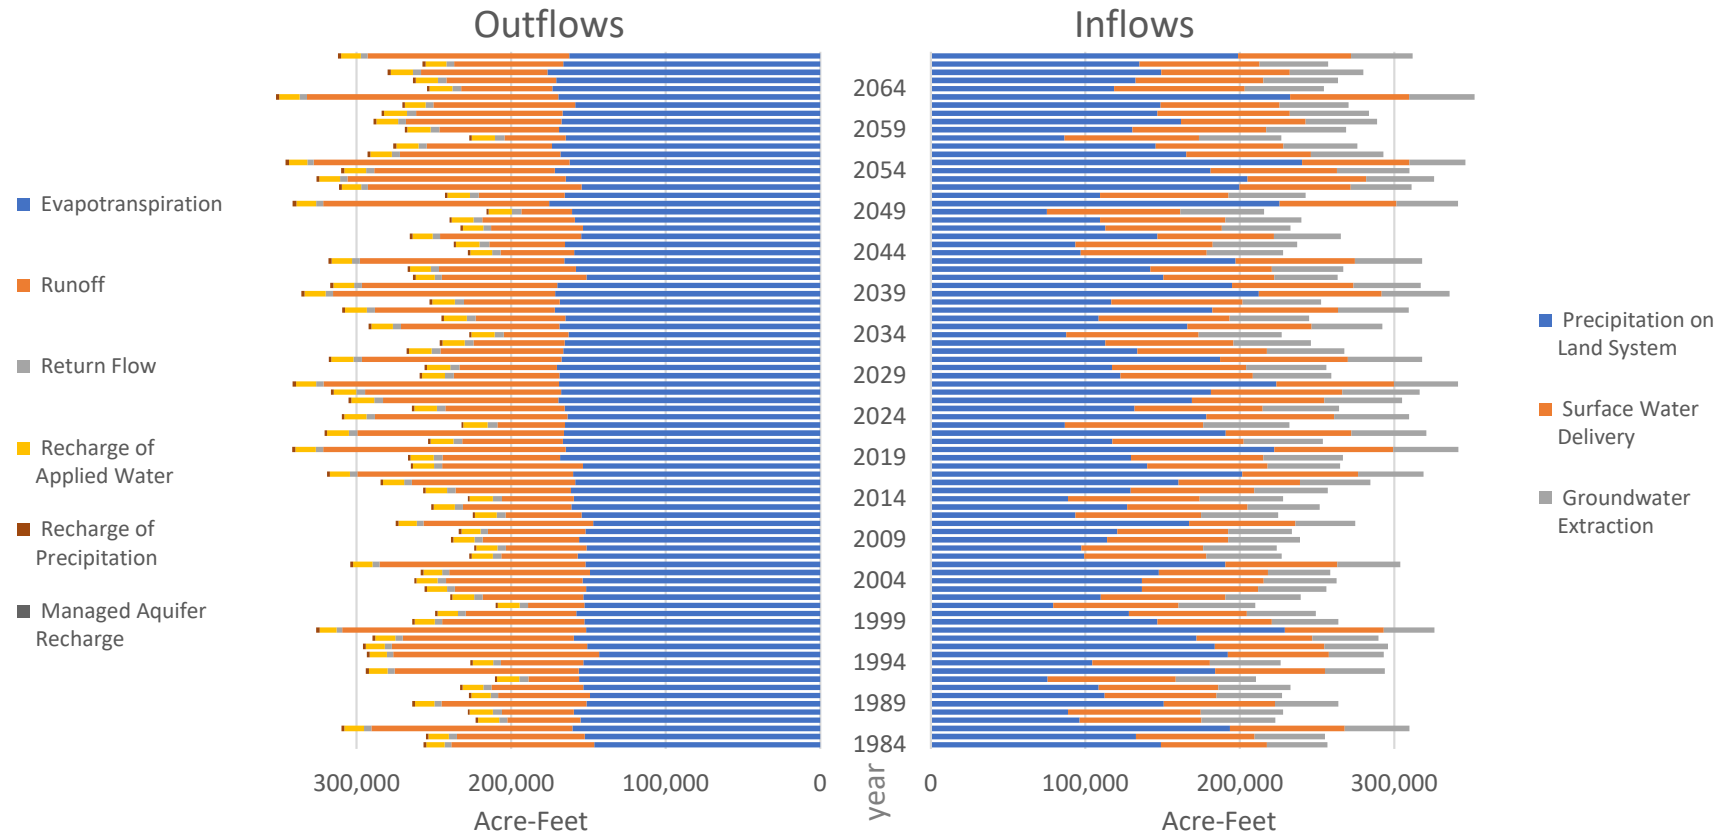 Outflows
Inflows
Evapotranspiration
Runoff
Return Flow
Recharge of
Applied Water
Recharge of
Precipitation
Managed Aquifer
Recharge
2064
2059
2054
2049
2044
2039
2034
2029
2024
2019
2014
2009
2004
1999
1994
1989
1984
year
Precipitation on
Land System
Surface Water
Delivery
Groundwater
Extraction
300,000
200,000
100,000
0
0
100,000
200,000
300,000
Acre-Feet
Acre-Feet